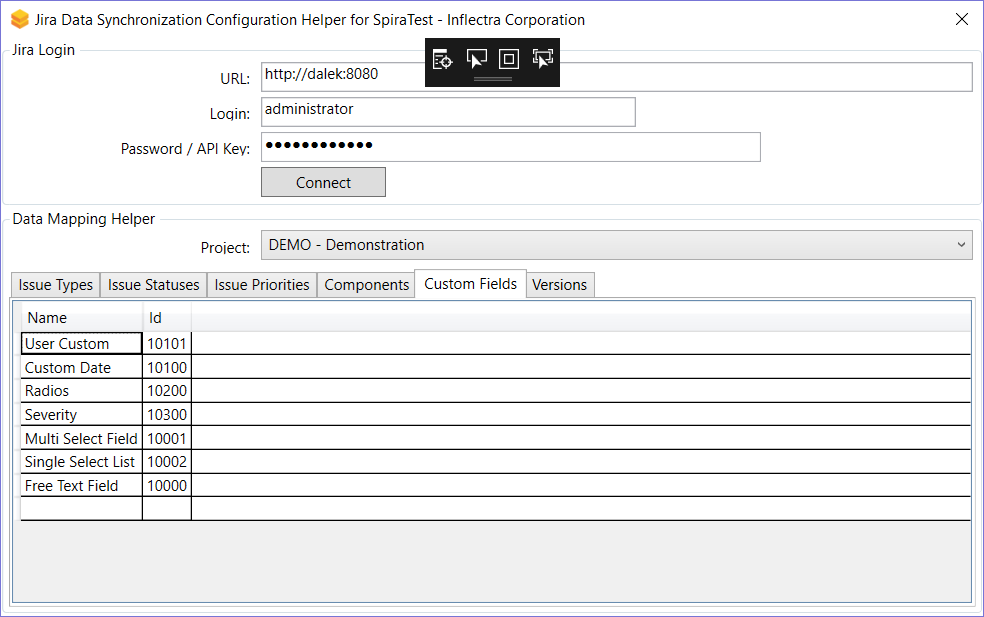 Jira Data Synchronization Configuration Helper for SpiraTest - Inflectra Corporation
Jira Login
URL: http://dalek:8080
Login: administrator
Password / API Key: ●●●●●●●●●●●●
Connect
Data Mapping Helper
Project: DEMO - Demonstration
Issue Types Issue Statuses Issue Priorities Components Custom Fields Versions
Name Id
User Custom 10101
Custom Date 10100
Radios 10200
Severity 10300
Multi Select Field 10001
Single Select List 10002
Free Text Field 10000